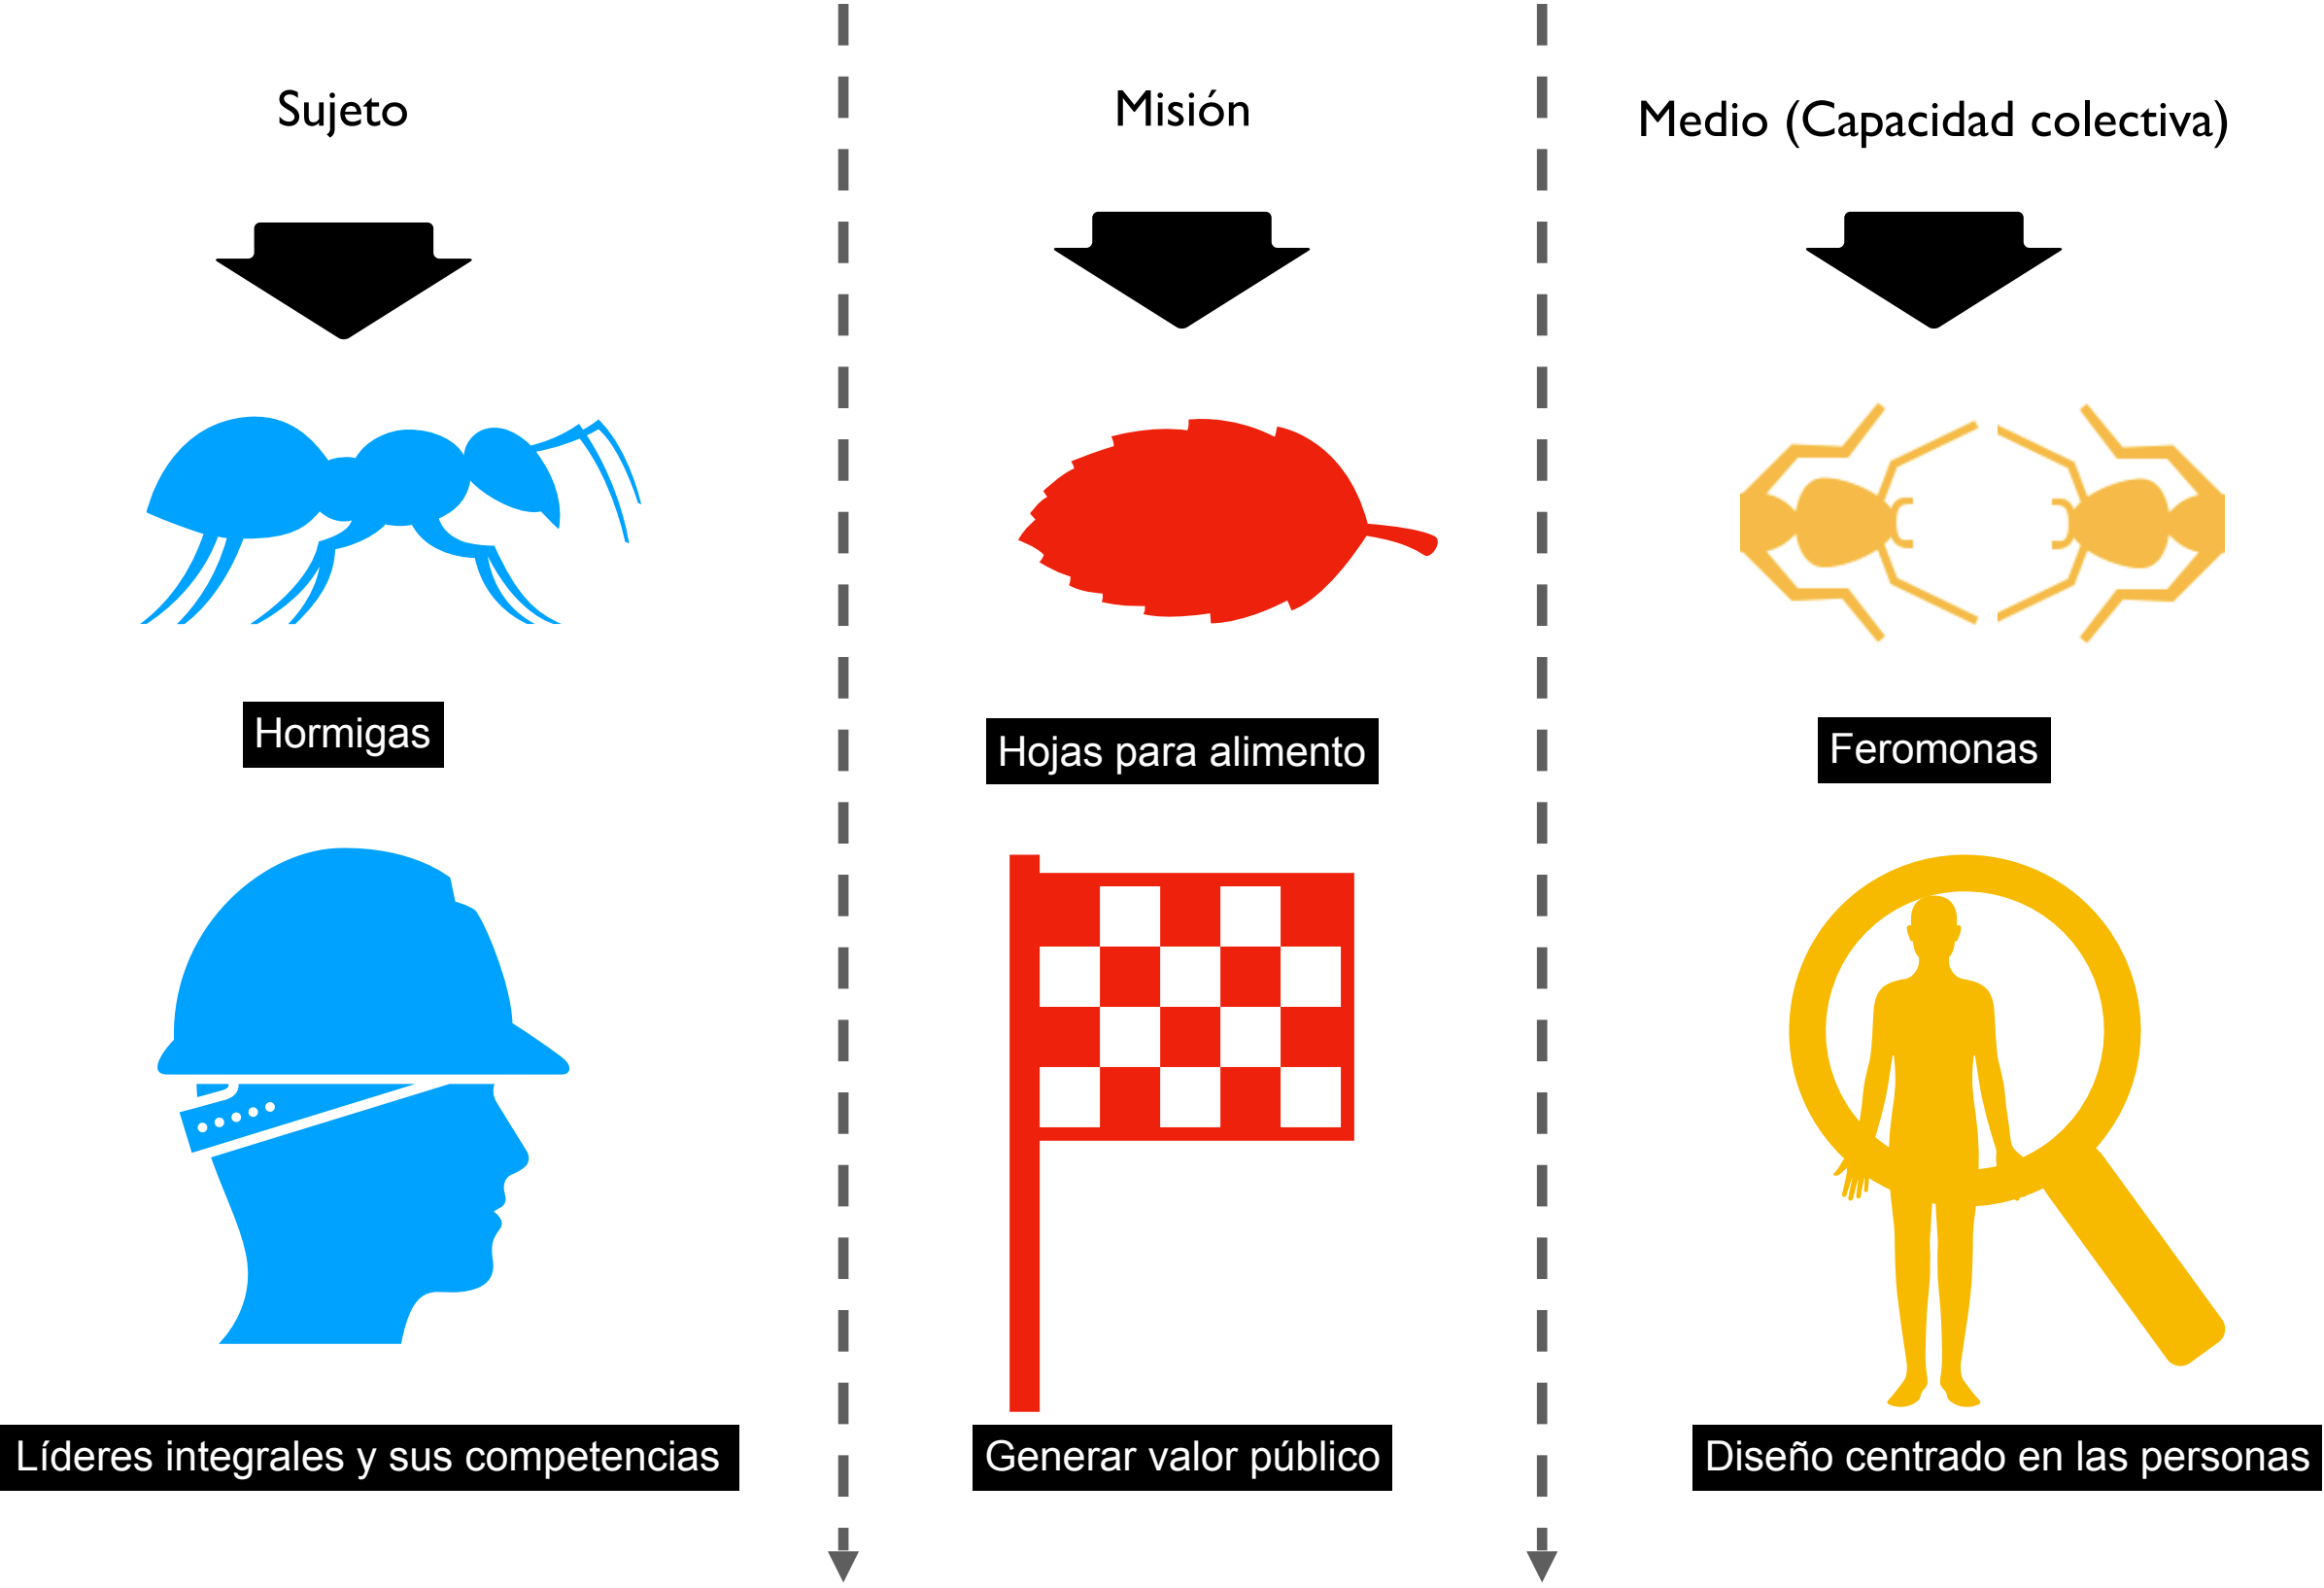 Sujeto
Misión
Medio (Capacidad colectiva)
Hormigas
Hojas para alimento
Feromonas
Líderes integrales y sus competencias
Generar valor público
Diseño centrado en las personas